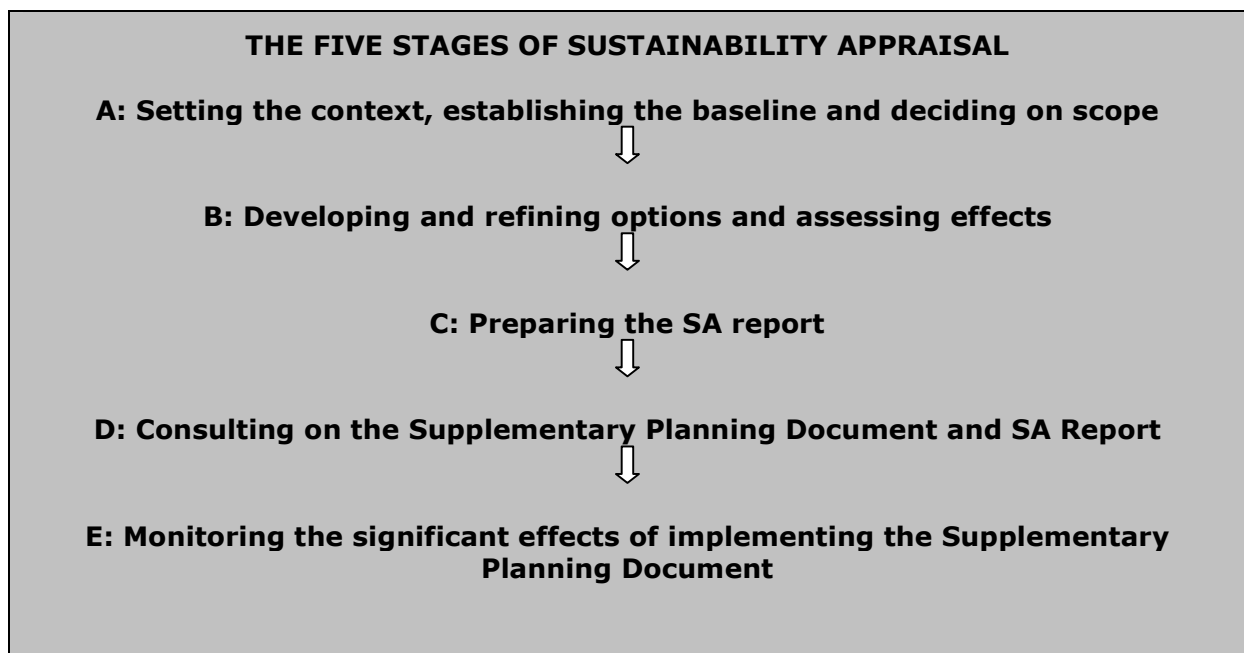 THE FIVE STAGES OF SUSTAINABILITY APPRAISAL
A: Setting the context, establishing the baseline and deciding on scope
B: Developing and refining options and assessing effects
C: Preparing the SA report
D: Consulting on the Supplementary Planning Document and SA Report
E: Monitoring the significant effects of implementing the Supplementary
Planning Document